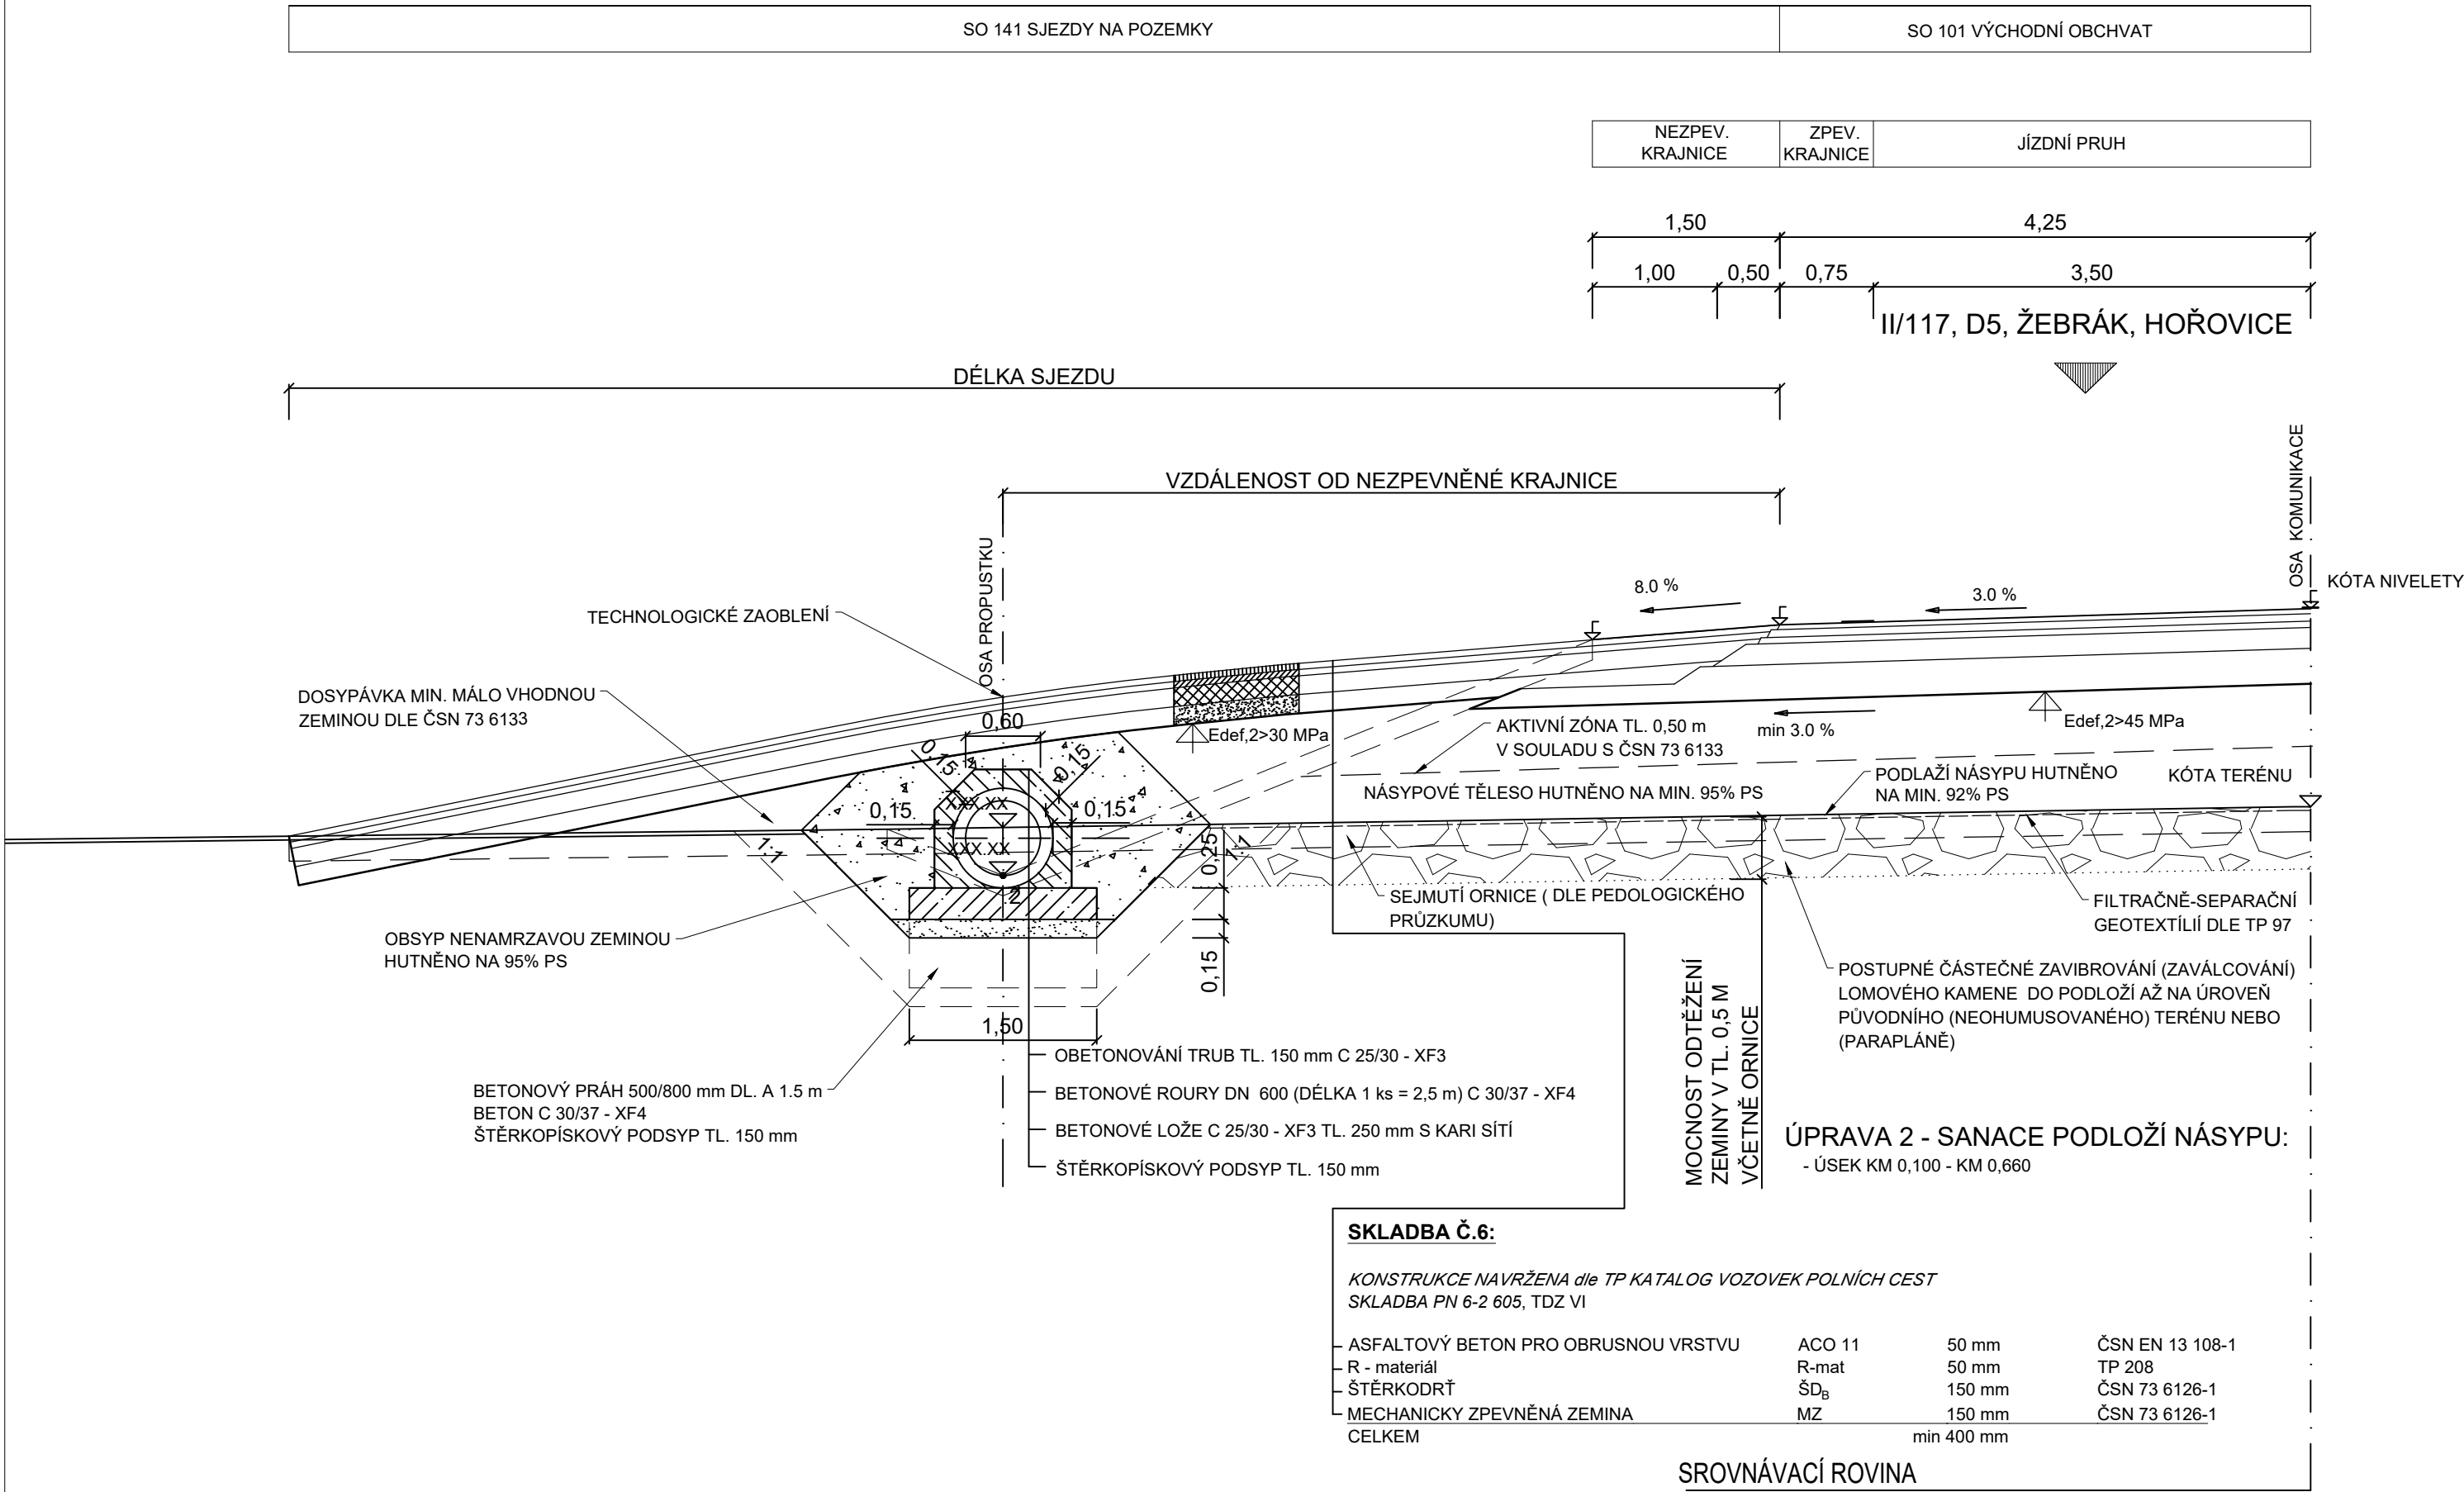 SO 141 SJEZDY NA POZEMKY
SO 101 VÝCHODNÍ OBCHVAT
NEZPEV.
KRAJNICE
ZPEV.
KRAJNICE
JÍZDNÍ PRUH
1,50
4,25
1,00
0,50
0,75
3,50
II/117, D5, ŽEBRÁK, HOŘOVICE
DÉLKA SJEZDU
VZDÁLENOST OD NEZPEVNĚNÉ KRAJNICE
OSA KOMUNIKACE
KÓTA NIVELETY
OSA PROPUSTKU
8.0 %
3.0 %
TECHNOLOGICKÉ ZAOBLENÍ
DOSYPÁVKA MIN. MÁLO VHODNOU
ZEMINOU DLE ČSN 73 6133
0,60
0,15
0,15
0,15
0,15
XXX.XX
XXX.XX
1
2
1:1
1:1
0,25
0,15
1,50
Edef,2>30 MPa
AKTIVNÍ ZÓNA TL. 0,50 m
V SOULADU S ČSN 73 6133
min 3.0 %
Edef,2>45 MPa
NÁSYPOVÉ TĚLESO HUTNĚNO NA MIN. 95% PS
PODLAŽÍ NÁSYPU HUTNĚNO
NA MIN. 92% PS
KÓTA TERÉNU
SEJMUTÍ ORNICE ( DLE PEDOLOGICKÉHO
PRŮZKUMU)
FILTRAČNĚ-SEPARAČNÍ
GEOTEXTÍLIÍ DLE TP 97
OBSYP NENAMRZAVOU ZEMINOU
HUTNĚNO NA 95% PS
POSTUPNÉ ČÁSTEČNÉ ZAVIBROVÁNÍ (ZAVÁLCOVÁNÍ)
LOMOVÉHO KAMENE DO PODLOŽÍ AŽ NA ÚROVEŇ
PŮVODNÍHO (NEOHUMUSOVANÉHO) TERÉNU NEBO
(PARAPLÁNĚ)
MOCNOST ODTĚŽENÍ
ZEMINY V TL. 0,5 M
VČETNĚ ORNICE
BETONOVÝ PRÁH 500/800 mm DL. A 1.5 m
BETON C 30/37 - XF4
ŠTĚRKOPÍSKOVÝ PODSYP TL. 150 mm
OBETONOVÁNÍ TRUB TL. 150 mm C 25/30 - XF3
BETONOVÉ ROURY DN 600 (DÉLKA 1 ks = 2,5 m) C 30/37 - XF4
BETONOVÉ LOŽE C 25/30 - XF3 TL. 250 mm S KARI SÍTÍ
ŠTĚRKOPÍSKOVÝ PODSYP TL. 150 mm
ÚPRAVA 2 - SANACE PODLOŽÍ NÁSYPU:
- ÚSEK KM 0,100 - KM 0,660
SKLADBA Č.6:
KONSTRUKCE NAVRŽENA dle TP KATALOG VOZOVEK POLNÍCH CEST
SKLADBA PN 6-2 605, TDZ VI
ASFALTOVÝ BETON PRO OBRUSNOU VRSTVU ACO 11 50 mm ČSN EN 13 108-1
R - materiál R-mat 50 mm TP 208
ŠTĚRKODRŤ ŠDB 150 mm ČSN 73 6126-1
MECHANICKY ZPEVNĚNÁ ZEMINA MZ 150 mm ČSN 73 6126-1
CELKEM min 400 mm
SROVNÁVACÍ ROVINA